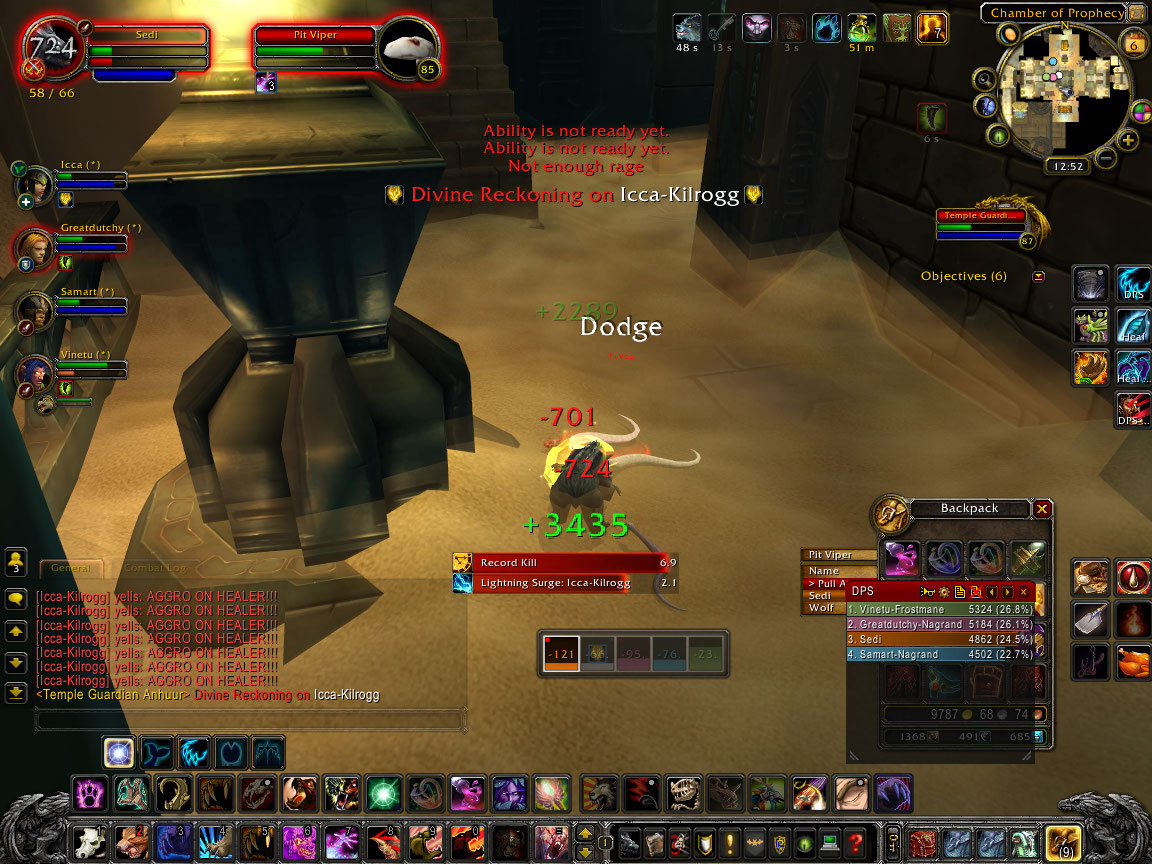 724
Sedi
58 / 66
Pit Viper
85
3
48 s
13 s
3 s
51 m
7
Chamber of Prophecy
6
6 s
12:52
Ability is not ready yet.
Ability is not ready yet.
Not enough rage
Divine Reckoning on Icca-Kilrogg
Icca (*)
Greatdutchy (*)
Samart (*)
Vinetu (*)
Temple Guardi...
87
Objectives (6)
DPS
Heal
Heal ...
DPS...
+2289
Dodge
-701
-724
+3435
Record Kill 6.9
Lightning Surge: Icca-Kilrogg 2.1
-121
-95
-76
-23
Backpack
Pit Viper
Name
> Pull A
Sedi
Wolf
DPS
1. Vinetu-Frostmane 5324 (26.8%)
2. Greatdutchy-Nagrand 5184 (26.1%)
3. Sedi 4862 (24.5%)
4. Samart-Nagrand 4502 (22.7%)
9787 68 74
1368 491 685
3
General
Combat Log
[Icca-Kilrogg] yells: AGGRO ON HEALER!!!
[Icca-Kilrogg] yells: AGGRO ON HEALER!!!
[Icca-Kilrogg] yells: AGGRO ON HEALER!!!
[Icca-Kilrogg] yells: AGGRO ON HEALER!!!
[Icca-Kilrogg] yells: AGGRO ON HEALER!!!
[Icca-Kilrogg] yells: AGGRO ON HEALER!!!
[Icca-Kilrogg] yells: AGGRO ON HEALER!!!
<Temple Guardian Anhuur> Divine Reckoning on Icca-Kilrogg
1 2 3 4 5 6 7 8 9 0 - =
1
(9)